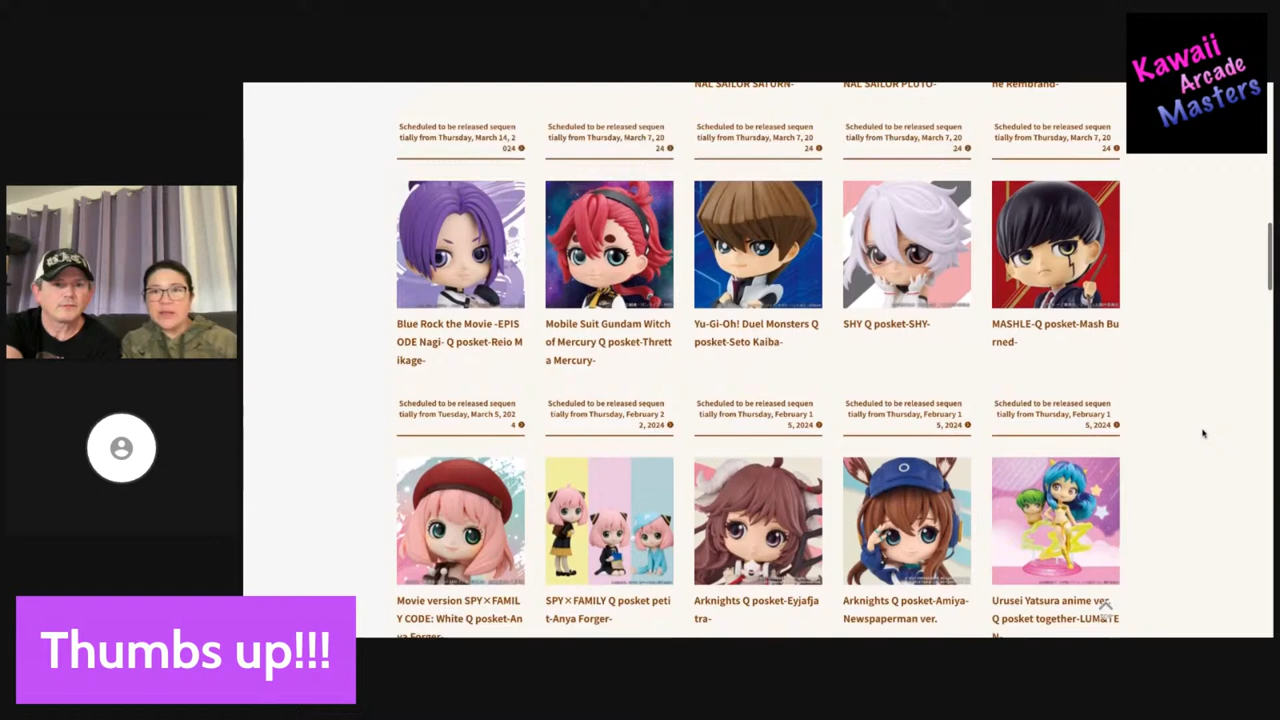 Kawaii
Arcade
Masters
NAL SAILOR SATURN-
NAL SAILOR PLUTO-
ne Rembrand-
Scheduled to be released sequen
tially from Thursday, March 14, 2
024
Scheduled to be released sequen
tially from Thursday, March 7, 20
24
Scheduled to be released sequen
tially from Thursday, March 7, 20
24
Scheduled to be released sequen
tially from Thursday, March 7, 20
24
Scheduled to be released sequen
tially from Thursday, March 7, 20
24
Blue Rock the Movie -EPIS
ODE Nagi- Q posket-Reio M
ikage-
Mobile Suit Gundam Witch
of Mercury Q posket-Thrett
a Mercury-
Yu-Gi-Oh! Duel Monsters Q
posket-Seto Kaiba-
SHY Q posket-SHY-
MASHLE-Q posket-Mash Bu
rned-
Scheduled to be released sequen
tially from Tuesday, March 5, 202
4
Scheduled to be released sequen
tially from Thursday, February 2
2, 2024
Scheduled to be released sequen
tially from Thursday, February 1
5, 2024
Scheduled to be released sequen
tially from Thursday, February 1
5, 2024
Scheduled to be released sequen
tially from Thursday, February 1
5, 2024
Movie version SPY×FAMIL
Y CODE: White Q posket-An
ya Forger-
SPY×FAMILY Q posket peti
t-Anya Forger-
Arknights Q posket-Eyjafja
tra-
Arknights Q posket-Amiya-
Newspaperman ver.
Urusei Yatsura anime ver.
Q posket together-LUM&TE
N-
Thumbs up!!!